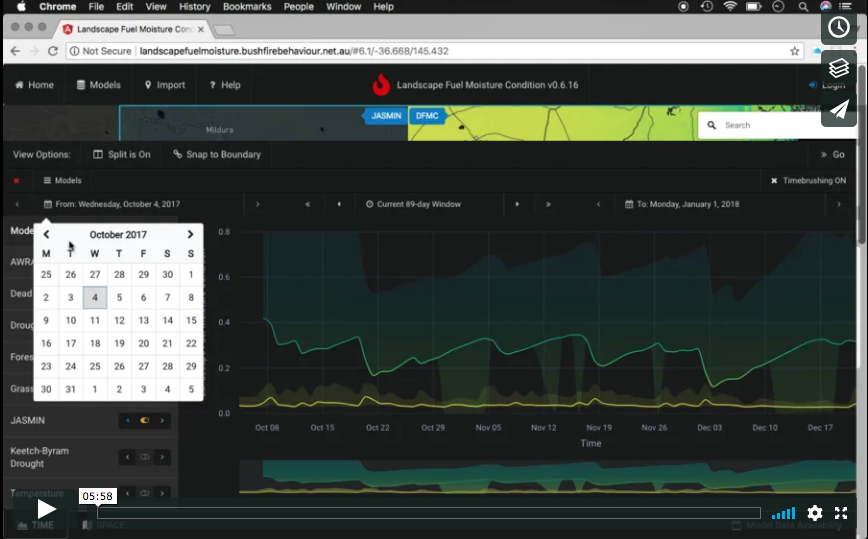 Chrome File Edit View History Bookmarks People Window Help
Landscape Fuel Moisture Con
Not Secure | landscapefuelmoisture.bushfirebehaviour.net.au/#6.1/-36.668/145.432
Home Models Import ? Help Landscape Fuel Moisture Condition v0.6.16 Login
JASMIN DFMC
Mildura
Search
View Options: Split is On Snap to Boundary » Go
Models Timebrushing ON
From: Wednesday, October 4, 2017 Current 89-day Window To: Monday, January 1, 2018
Mode
AWRA
Dead
Droug
Fores
Grass
JASMIN
Keetch-Byram
Drought
Temperature
October 2017
M T W T F S S
25 26 27 28 29 30 1
2 3 4 5 6 7 8
9 10 11 12 13 14 15
16 17 18 19 20 21 22
23 24 25 26 27 28 29
30 31 1 2 3 4 5
0.8
0.6
0.4
0.2
0.0
Oct 08 Oct 15 Oct 22 Oct 29 Nov 05 Nov 12 Nov 19 Nov 26 Dec 03 Dec 10 Dec 17
Time
05:58
TIME SPACE Model Data Availability